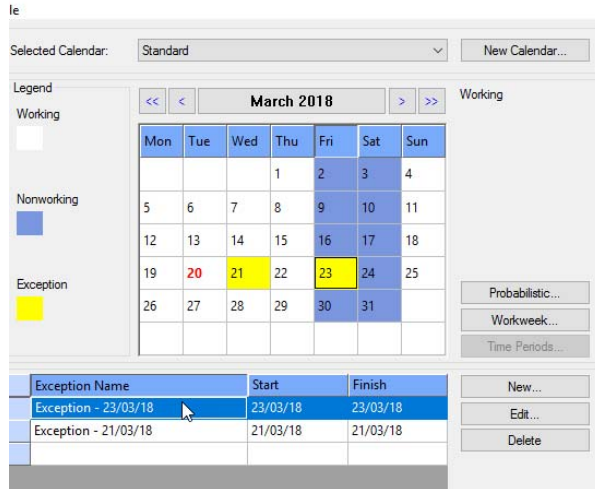 le
Selected Calendar: Standard New Calendar...
Legend
Working
Nonworking
Exception
<< < March 2018 > >>
Mon Tue Wed Thu Fri Sat Sun
1 2 3 4
5 6 7 8 9 10 11
12 13 14 15 16 17 18
19 20 21 22 23 24 25
26 27 28 29 30 31
Working
Probabilistic...
Workweek...
Time Periods...
Exception Name Start Finish
Exception - 23/03/18 23/03/18 23/03/18
Exception - 21/03/18 21/03/18 21/03/18
New...
Edit...
Delete